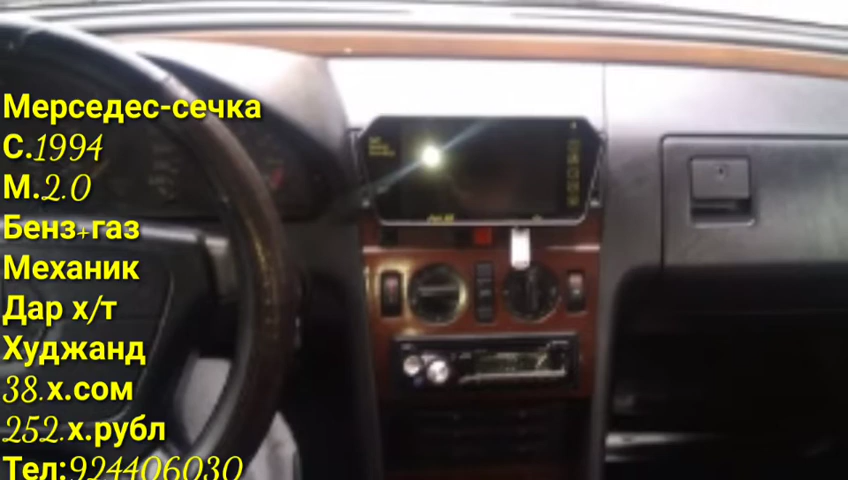 Мерседес-сечка
С.1994
М.2.0
Бенз+газ
Механик
Дар х/т
Худжанд
38.х.сом
252.х.рубл
Тел:924406030